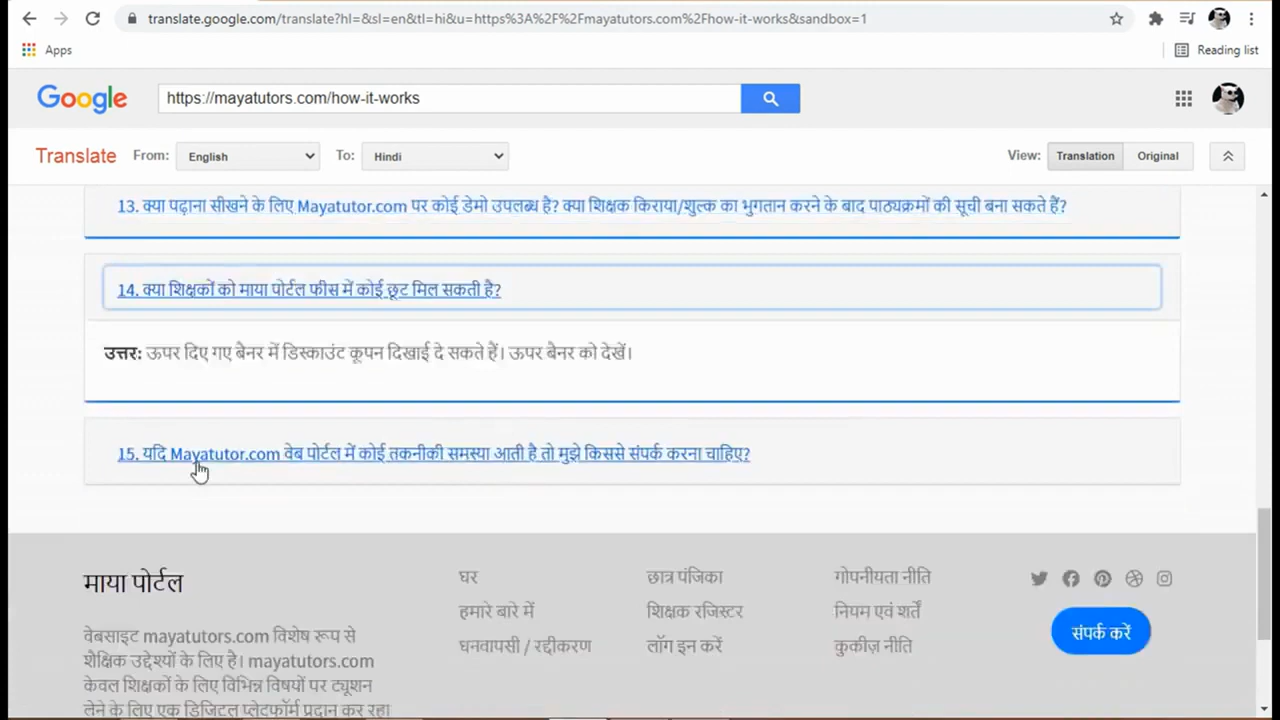 translate.google.com/translate?hl=&sl=en&tl=hi&u=https%3A%2F%2Fmayatutors.com%2Fhow-it-works&sandbox=1
Apps
Reading list
Google
https://mayatutors.com/how-it-works
Translate
From:
English
To:
Hindi
View:
Translation
Original
13. क्या पढ़ाना सीखने के लिए Mayatutor.com पर कोई डेमो उपलब्ध है? क्या शिक्षक किराया/शुल्क का भुगतान करने के बाद पाठ्यक्रमों की सूची बना सकते हैं?
14. क्या शिक्षकों को माया पोर्टल फीस में कोई छूट मिल सकती है?
उत्तर: ऊपर दिए गए बैनर में डिस्काउंट कूपन दिखाई दे सकते हैं। ऊपर बैनर को देखें।
15. यदि Mayatutor.com वेब पोर्टल में कोई तकनीकी समस्या आती है तो मुझे किससे संपर्क करना चाहिए?
माया पोर्टल
वेबसाइट mayatutors.com विशेष रूप से
शैक्षिक उद्देश्यों के लिए है। mayatutors.com
केवल शिक्षकों के लिए विभिन्न विषयों पर ट्यूशन
लेने के लिए एक डिजिटल प्लेटफॉर्म प्रदान कर रहा
घर
हमारे बारे में
धनवापसी / रद्दीकरण
छात्र पंजिका
शिक्षक रजिस्टर
लॉग इन करें
गोपनीयता नीति
नियम एवं शर्तें
कुकीज़ नीति
संपर्क करें